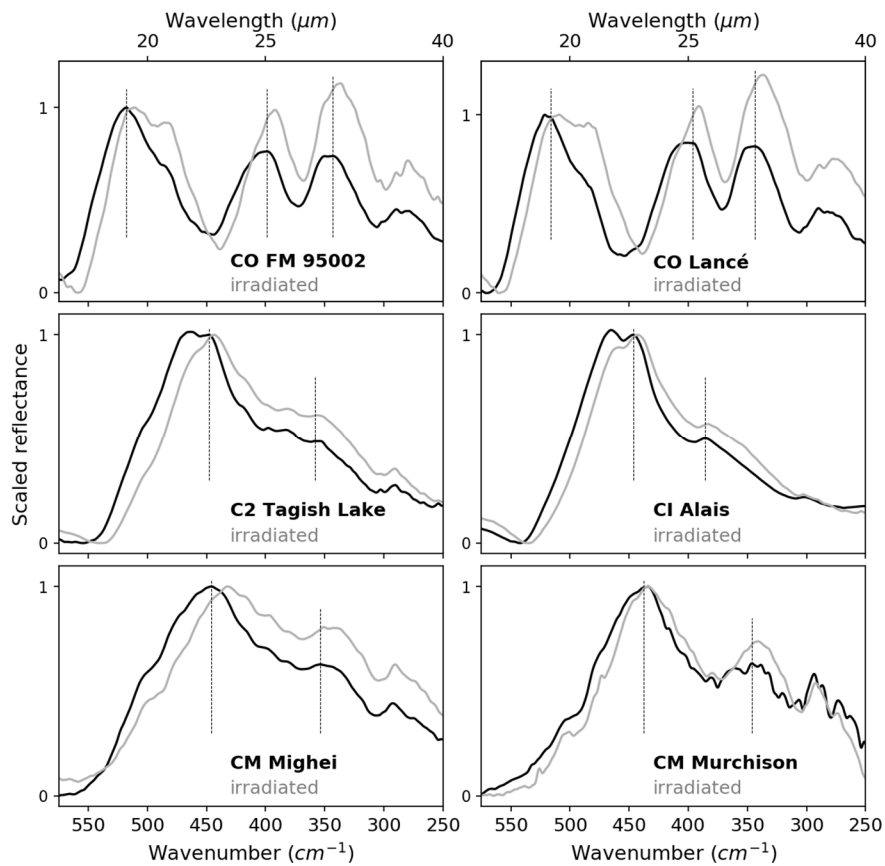 Wavelength (μm)
Wavelength (μm)
20
25
40
20
25
40
1
0
CO FM 95002
irradiated
1
0
CO Lancé
irradiated
Scaled reflectance
1
0
C2 Tagish Lake
irradiated
1
0
CI Alais
irradiated
1
0
CM Mighei
irradiated
1
0
CM Murchison
irradiated
550
500
450
400
350
300
250
550
500
450
400
350
300
250
Wavenumber (cm⁻¹)
Wavenumber (cm⁻¹)